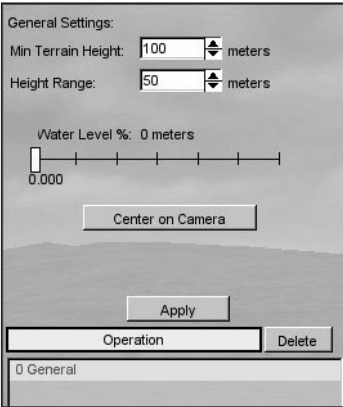 General Settings:
Min Terrain Height: 100 meters
Height Range: 50 meters
Water Level %: 0 meters
0.000
Center on Camera
Apply
Operation Delete
0 General